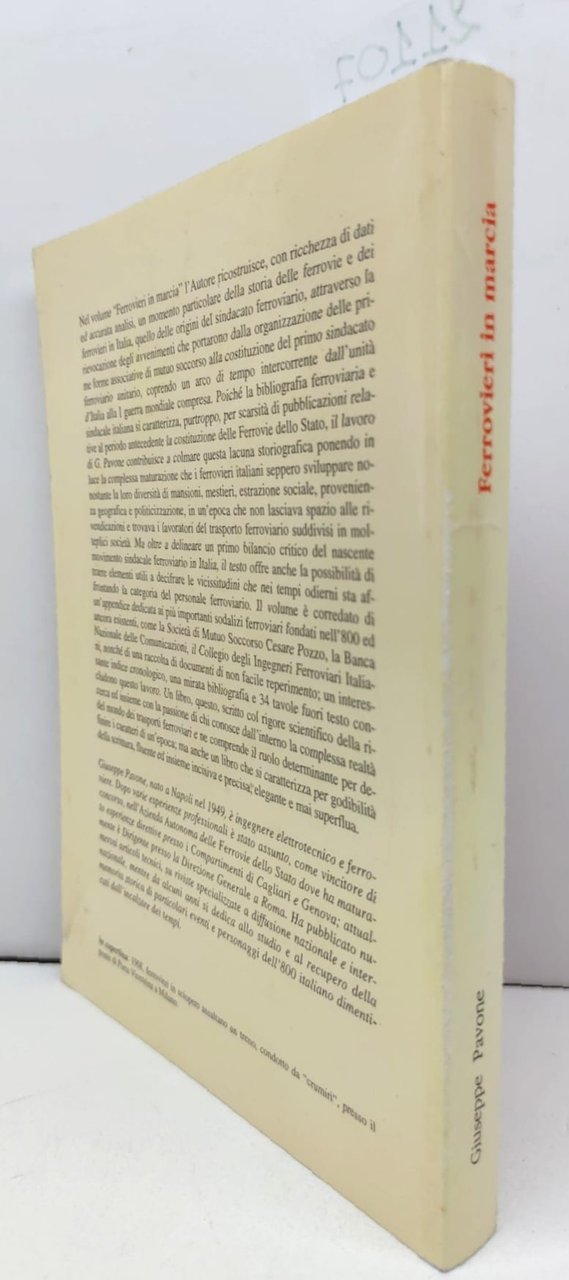 21107
Nel volume "Ferrovieri in marcia" l'Autore ricostruisce, con ricchezza di dati
ed accurata analisi, un momento particolare della storia delle ferrovie e dei
ferrovieri in Italia, quello delle origini del sindacato ferroviario, attraverso la
rievocazione degli avvenimenti che portarono dalla organizzazione delle pri-
me forme associative di mutuo soccorso alla costituzione del primo sindacato
ferroviario unitario, coprendo un arco di tempo intercorrente dall'unità
d'Italia alla I guerra mondiale compresa. Poiché la bibliografia ferroviaria e
sindacale italiana si caratterizza, purtroppo, per scarsità di pubblicazioni rela-
tive al periodo antecedente la costituzione delle Ferrovie dello Stato, il lavoro
di G. Pavone contribuisce a colmare questa lacuna storiografica ponendo in
luce la complessa maturazione che i ferrovieri italiani seppero sviluppare no-
nostante la loro diversità di mansioni, mestieri, estrazione sociale, provenien-
za geografica e politicizzazione, in un'epoca che non lasciava spazio alle ri-
vendicazioni e trovava i lavoratori del trasporto ferroviario suddivisi in mol-
teplici società. Ma oltre a delineare un primo bilancio critico del nascente
movimento sindacale ferroviario in Italia, il testo offre anche la possibilità di
trarre elementi utili a decifrare le vicissitudini che nei tempi odierni sta af-
frontando la categoria del personale ferroviario. Il volume è corredato di
un'appendice dedicata ai più importanti sodalizi ferroviari fondati nell'800 ed
ancora esistenti, come la Società di Mutuo Soccorso Cesare Pozzo, la Banca
Nazionale delle Comunicazioni, il Collegio degli Ingegneri Ferroviari Italia-
ni, nonché di una raccolta di documenti di non facile reperimento; un interes-
sante indice cronologico, una mirata bibliografia e 34 tavole fuori testo con-
cludono questo lavoro. Un libro, questo, scritto col rigore scientifico della ri-
cerca ed insieme con la passione di chi conosce dall'interno la complessa realtà
del mondo dei trasporti ferroviari e ne comprende il ruolo determinante per de-
finire i caratteri di un'epoca; ma anche un libro che si caratterizza per godibilità
della scrittura, fluente ed insieme incisiva e precisa, elegante e mai superflua.
Giuseppe Pavone, nato a Napoli nel 1949, è ingegnere elettrotecnico e ferro-
viere. Dopo varie esperienze professionali è stato assunto, come vincitore di
concorso, nell'Azienda Autonoma delle Ferrovie dello Stato dove ha matura-
to esperienze direttive presso i Compartimenti di Cagliari e Genova; attual-
mente è Dirigente presso la Direzione Generale a Roma. Ha pubblicato nu-
merosi articoli tecnici, su riviste specializzate a diffusione nazionale e inter-
nazionale, mentre da alcuni anni si dedica allo studio e al recupero della
memoria storica di particolari eventi e personaggi dell'800 italiano dimenti-
cati dall'incalzare dei tempi.
In copertina: 1908, ferrovieri in sciopero assaltano un treno, condotto da "crumiri", presso il
ponte di Porta Vicentina a Milano.
Ferrovieri in marcia
Giuseppe Pavone